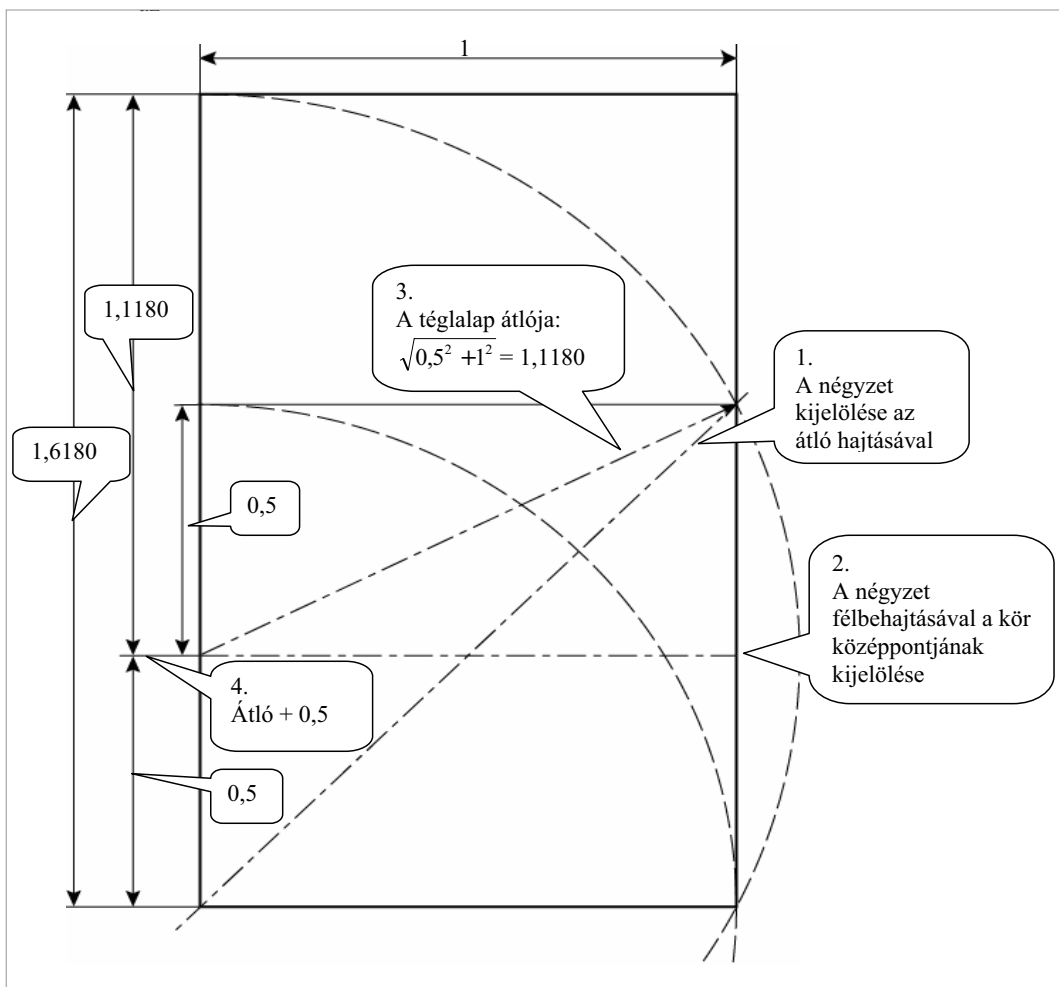 1
1,1180
3.
A téglalap átlója:
√0,5² +1² = 1,1180
1.
A négyzet
kijelölése az
átló hajtásával
1,6180
0,5
2.
A négyzet
félbehajtásával a kör
középpontjának
kijelölése
4.
Átló + 0,5
0,5